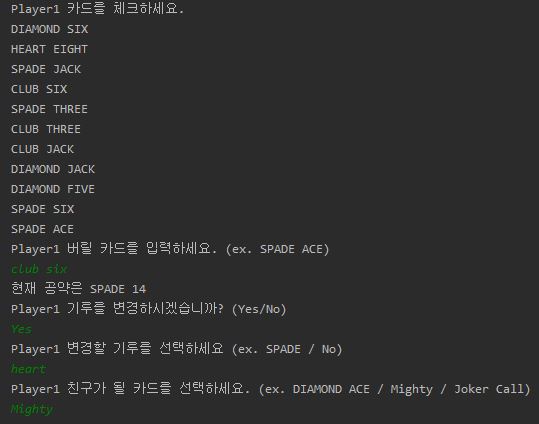 Player1 카드를 체크하세요.
DIAMOND SIX
HEART EIGHT
SPADE JACK
CLUB SIX
SPADE THREE
CLUB THREE
CLUB JACK
DIAMOND JACK
DIAMOND FIVE
SPADE SIX
SPADE ACE
Player1 버릴 카드를 입력하세요. (ex. SPADE ACE)
club six
현재 공약은 SPADE 14
Player1 기루를 변경하시겠습니까? (Yes/No)
Yes
Player1 변경할 기루를 선택하세요 (ex. SPADE / No)
heart
Player1 친구가 될 카드를 선택하세요. (ex. DIAMOND ACE / Mighty / Joker Call)
Mighty